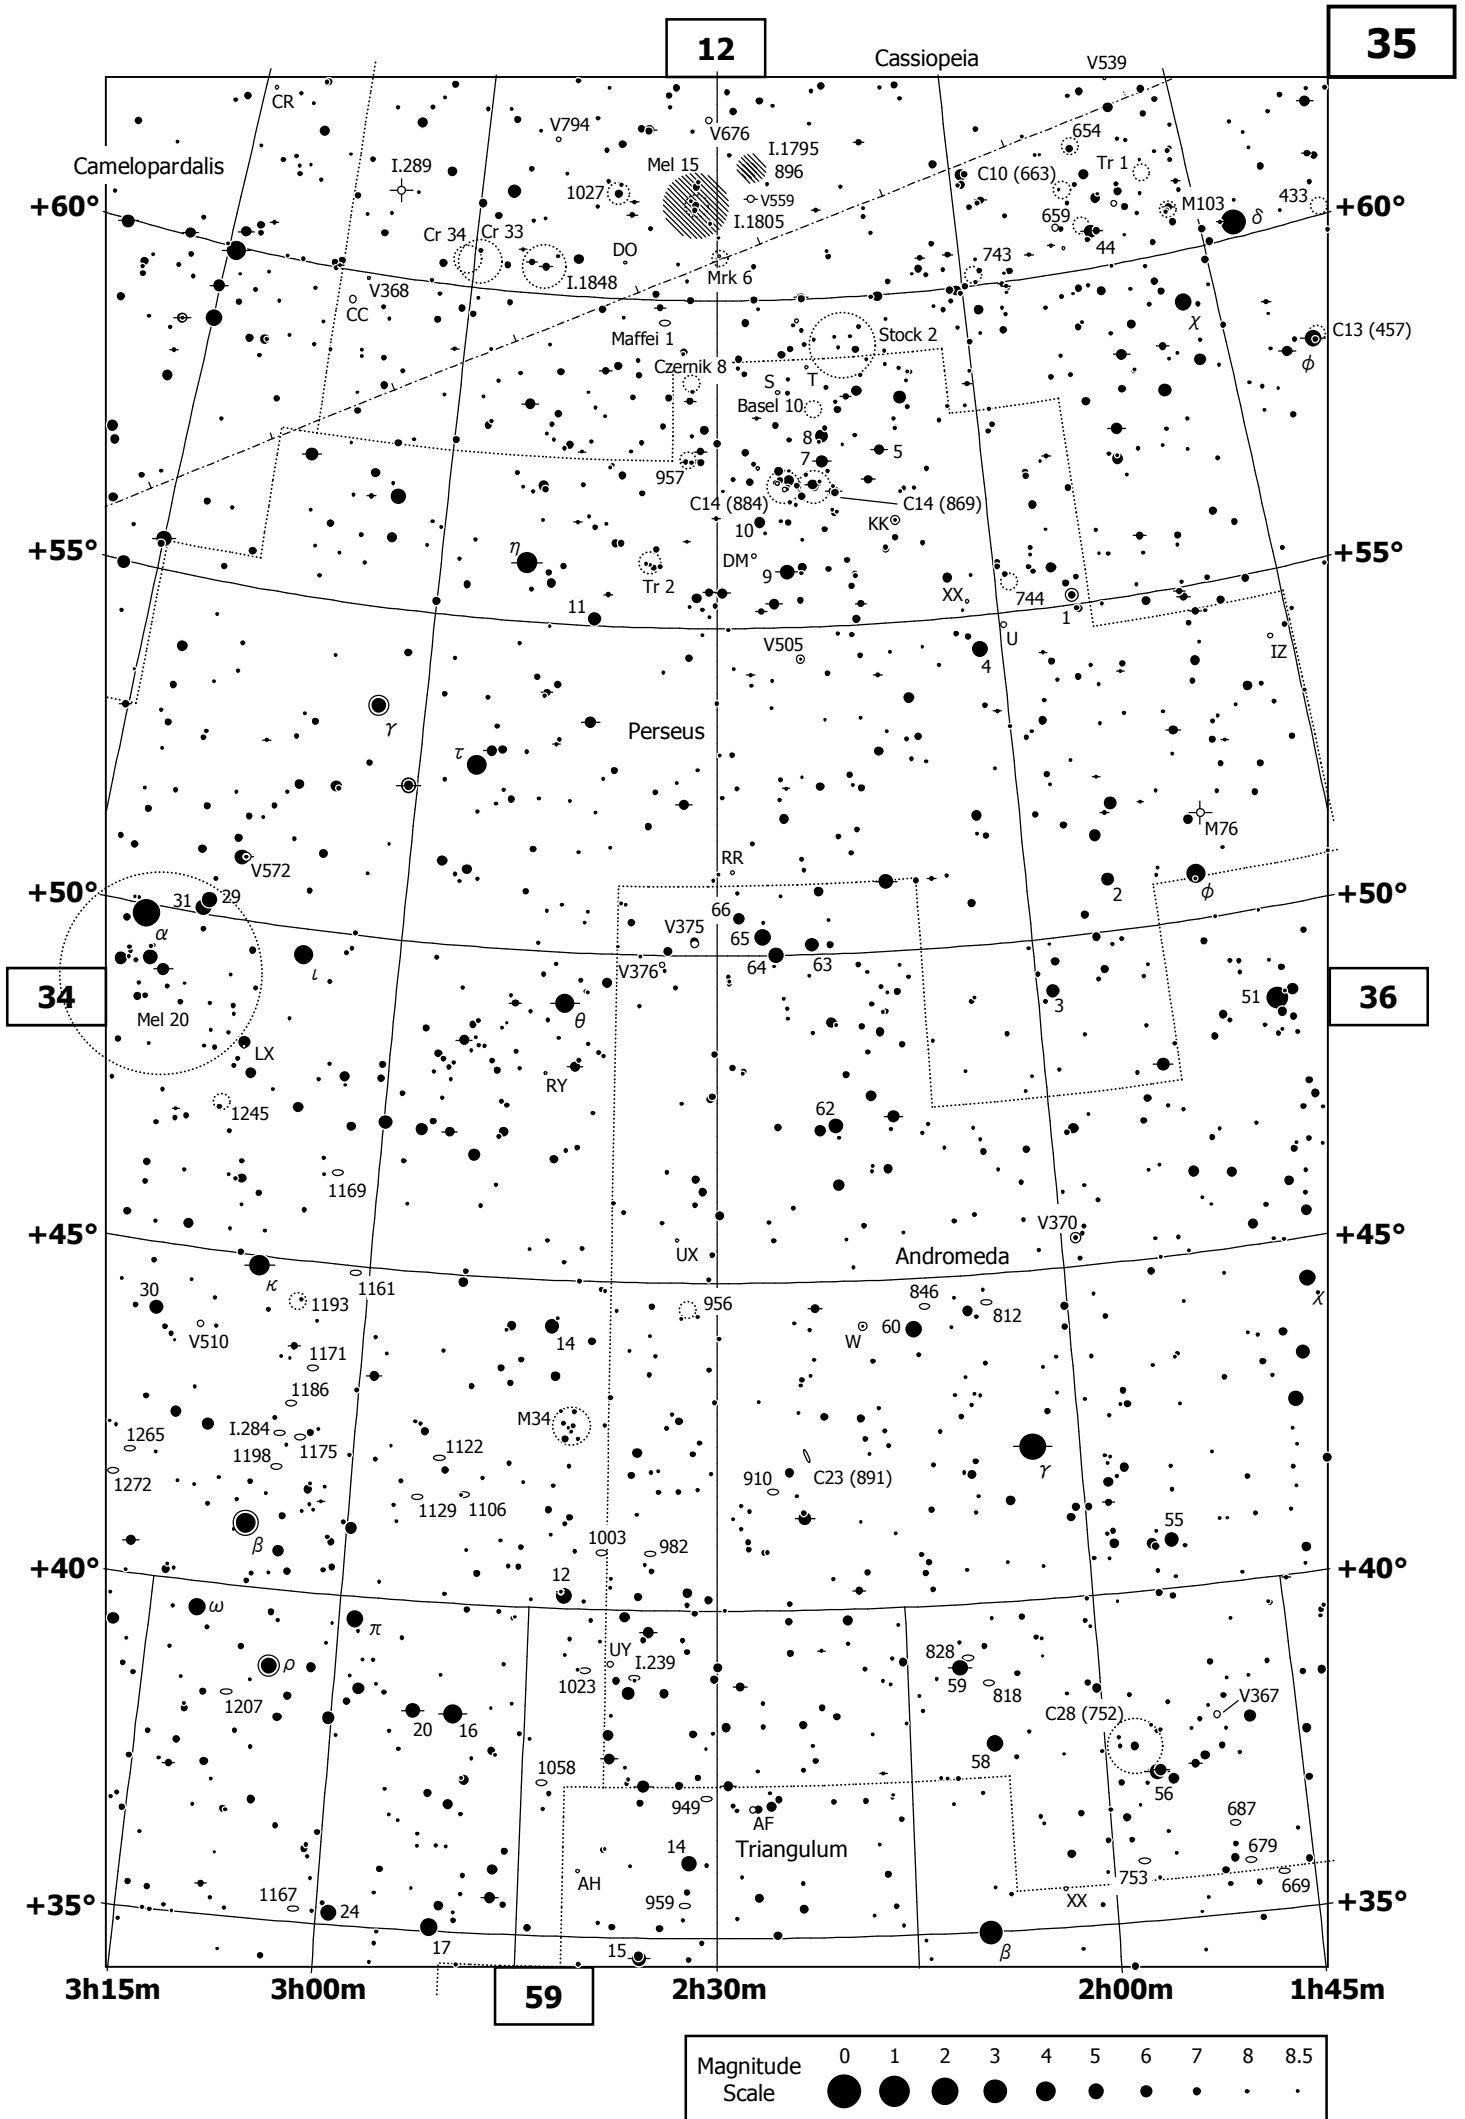 35
12
Cassiopeia
V539
CR
V794
V676
654
I.1795
Mel 15
896
Tr 1
Camelopardalis
I.289
C10 (663)
1027
V559
433
M103
+60°
+60°
I.1805
659
δ
Cr 34
Cr 33
44
DO
743
I.1848
Mrk 6
V368
CC
χ
C13 (457)
Stock 2
Maffei 1
ϕ
Czernik 8
S
T
Basel 10
8
5
7
957
C14 (884)
C14 (869)
KK
10
+55°
η
DM
9
+55°
Tr 2
XX
744
11
1
U
V505
IZ
4
γ
Perseus
τ
M76
RR
V572
+50°
29
31
2
ϕ
+50°
66
α
V375
65
V376
64
63
ι
34
51
36
3
Mel 20
θ
LX
RY
1245
62
1169
V370
+45°
UX
Andromeda
+45°
κ
1161
30
1193
956
846
812
χ
V510
14
W
60
1171
1186
M34
1265
I.284
1175
1198
1122
γ
C23 (891)
1272
910
1129
1106
55
β
1003
982
+40°
12
+40°
ω
π
UY
828
ρ
I.239
1023
59
818
1207
V367
C28 (752)
20
16
58
1058
56
949
AF
687
14
Triangulum
679
AH
753
669
+35°
1167
24
959
XX
+35°
17
15
β
3h15m
3h00m
59
2h30m
2h00m
1h45m
Magnitude
Scale
0 1 2 3 4 5 6 7 8 8.5